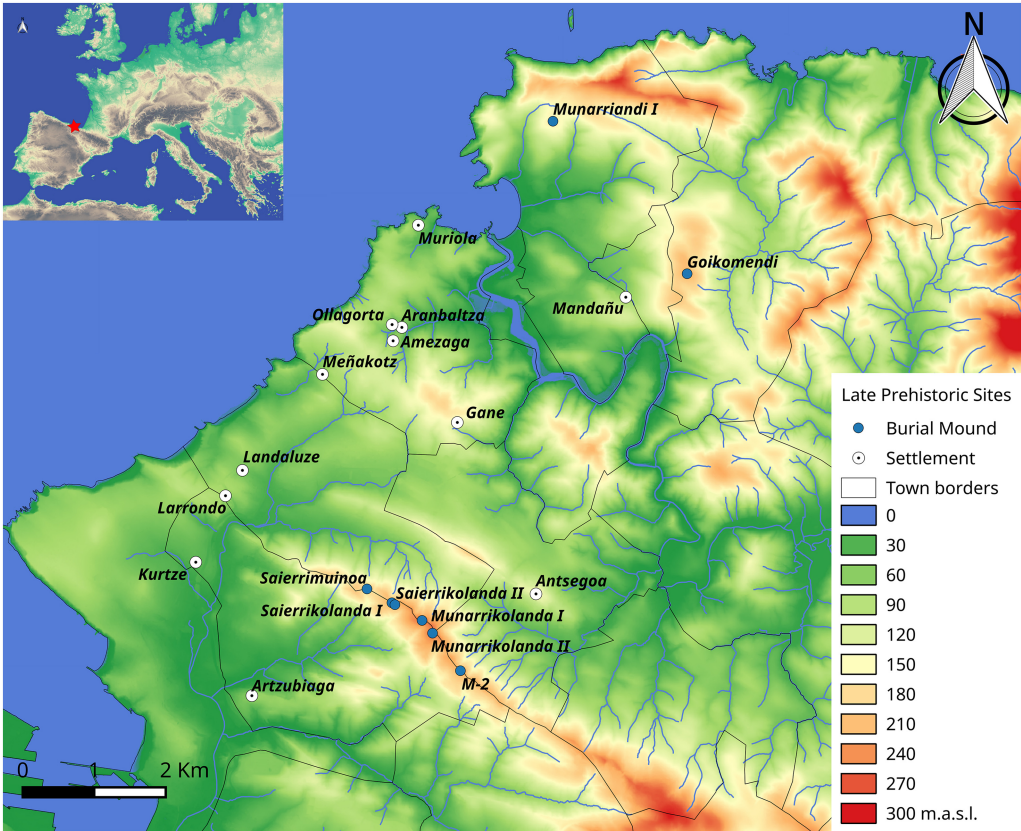 N
Munarriandi I
Muriola
Goikomendi
Mandañu
Ollagorta
Aranbaltza
Amezaga
Meñakotz
Gane
Landaluze
Larrondo
Kurtze
Saierrimuinoa
Saierrikolanda II
Antsegoa
Saierrikolanda I
Munarrikolanda I
Munarrikolanda II
M-2
Artzubiaga
0 1 2 Km
Late Prehistoric Sites
Burial Mound
Settlement
Town borders
0
30
60
90
120
150
180
210
240
270
300 m.a.s.l.